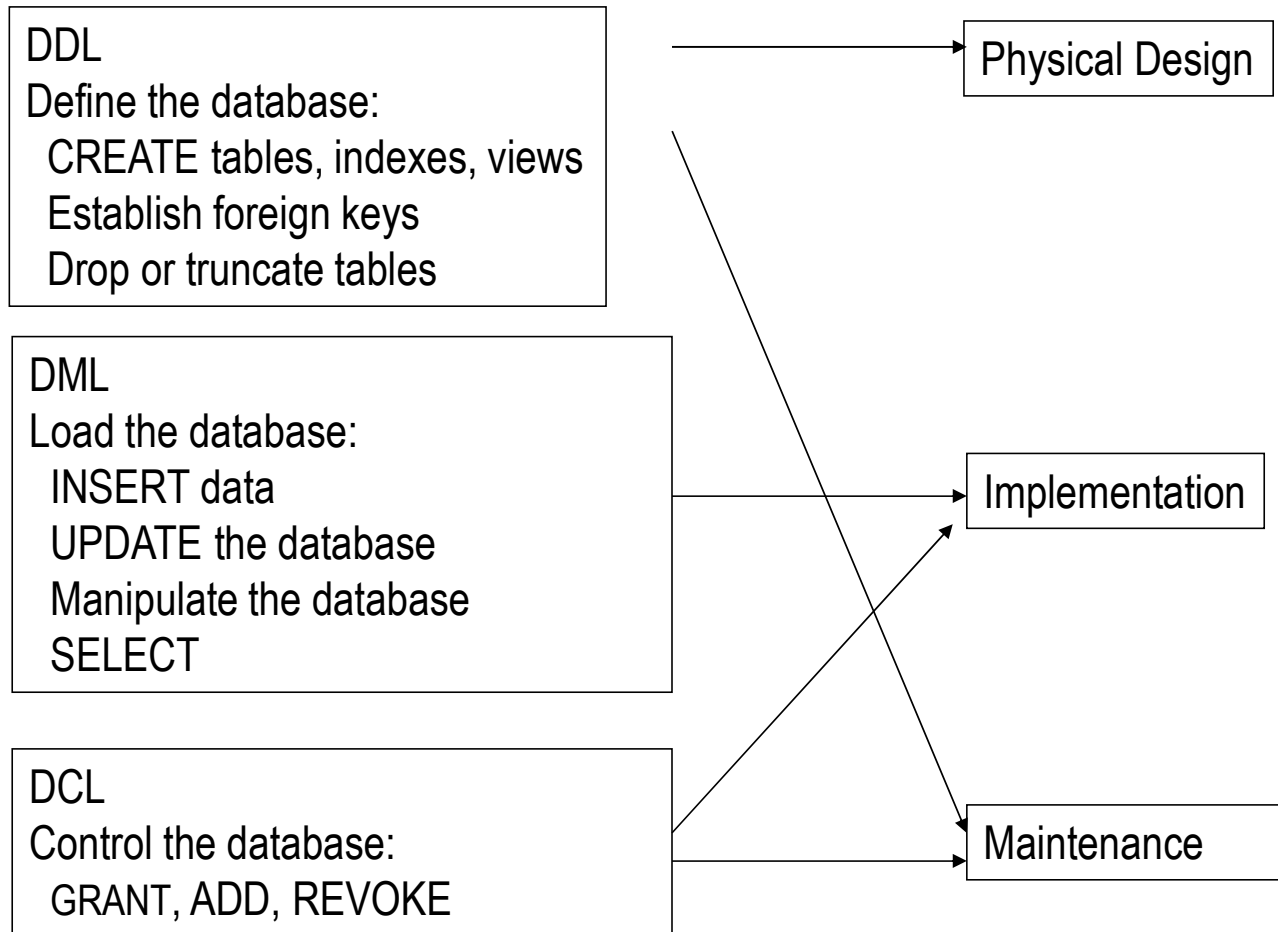 DDL
Define the database:
CREATE tables, indexes, views
Establish foreign keys
Drop or truncate tables
Physical Design
DML
Load the database:
INSERT data
UPDATE the database
Manipulate the database
SELECT
Implementation
DCL
Control the database:
GRANT, ADD, REVOKE
Maintenance